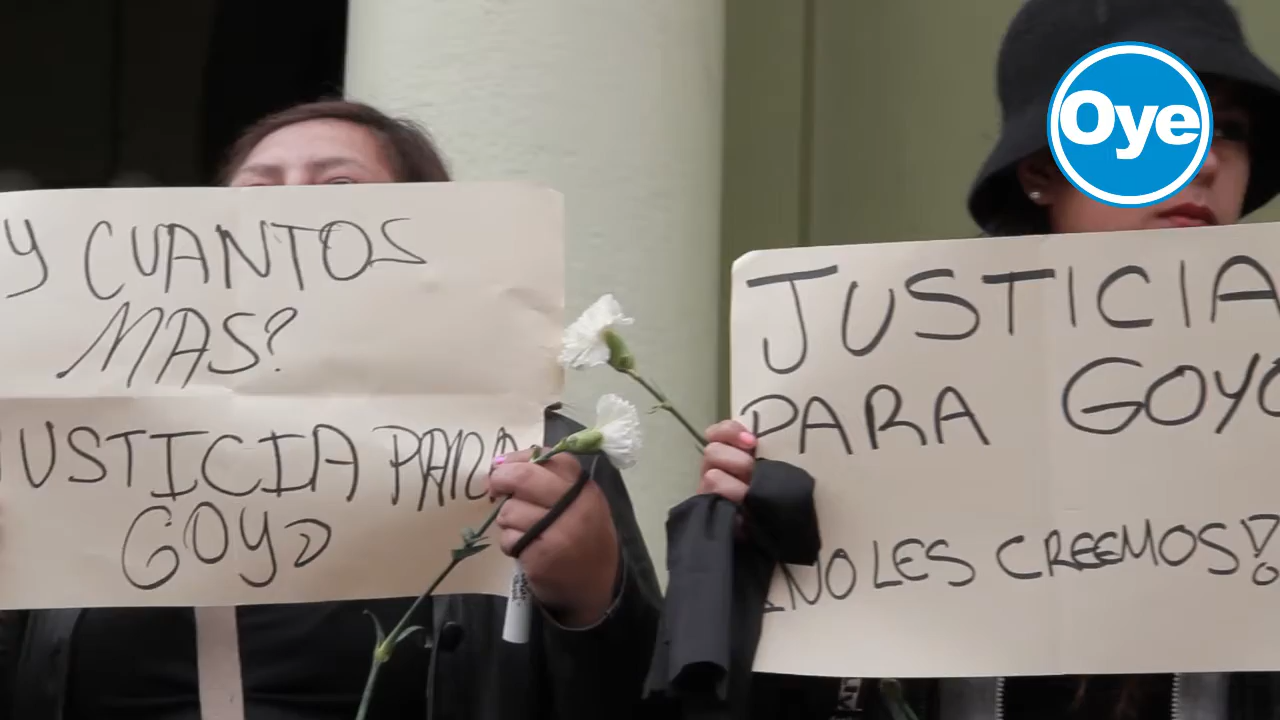 Y CUANTOS
MAS?
JUSTICIA PARA
GOYO
JUSTICIA
PARA GOYO
¡NO LES CREEMOS!
Oye